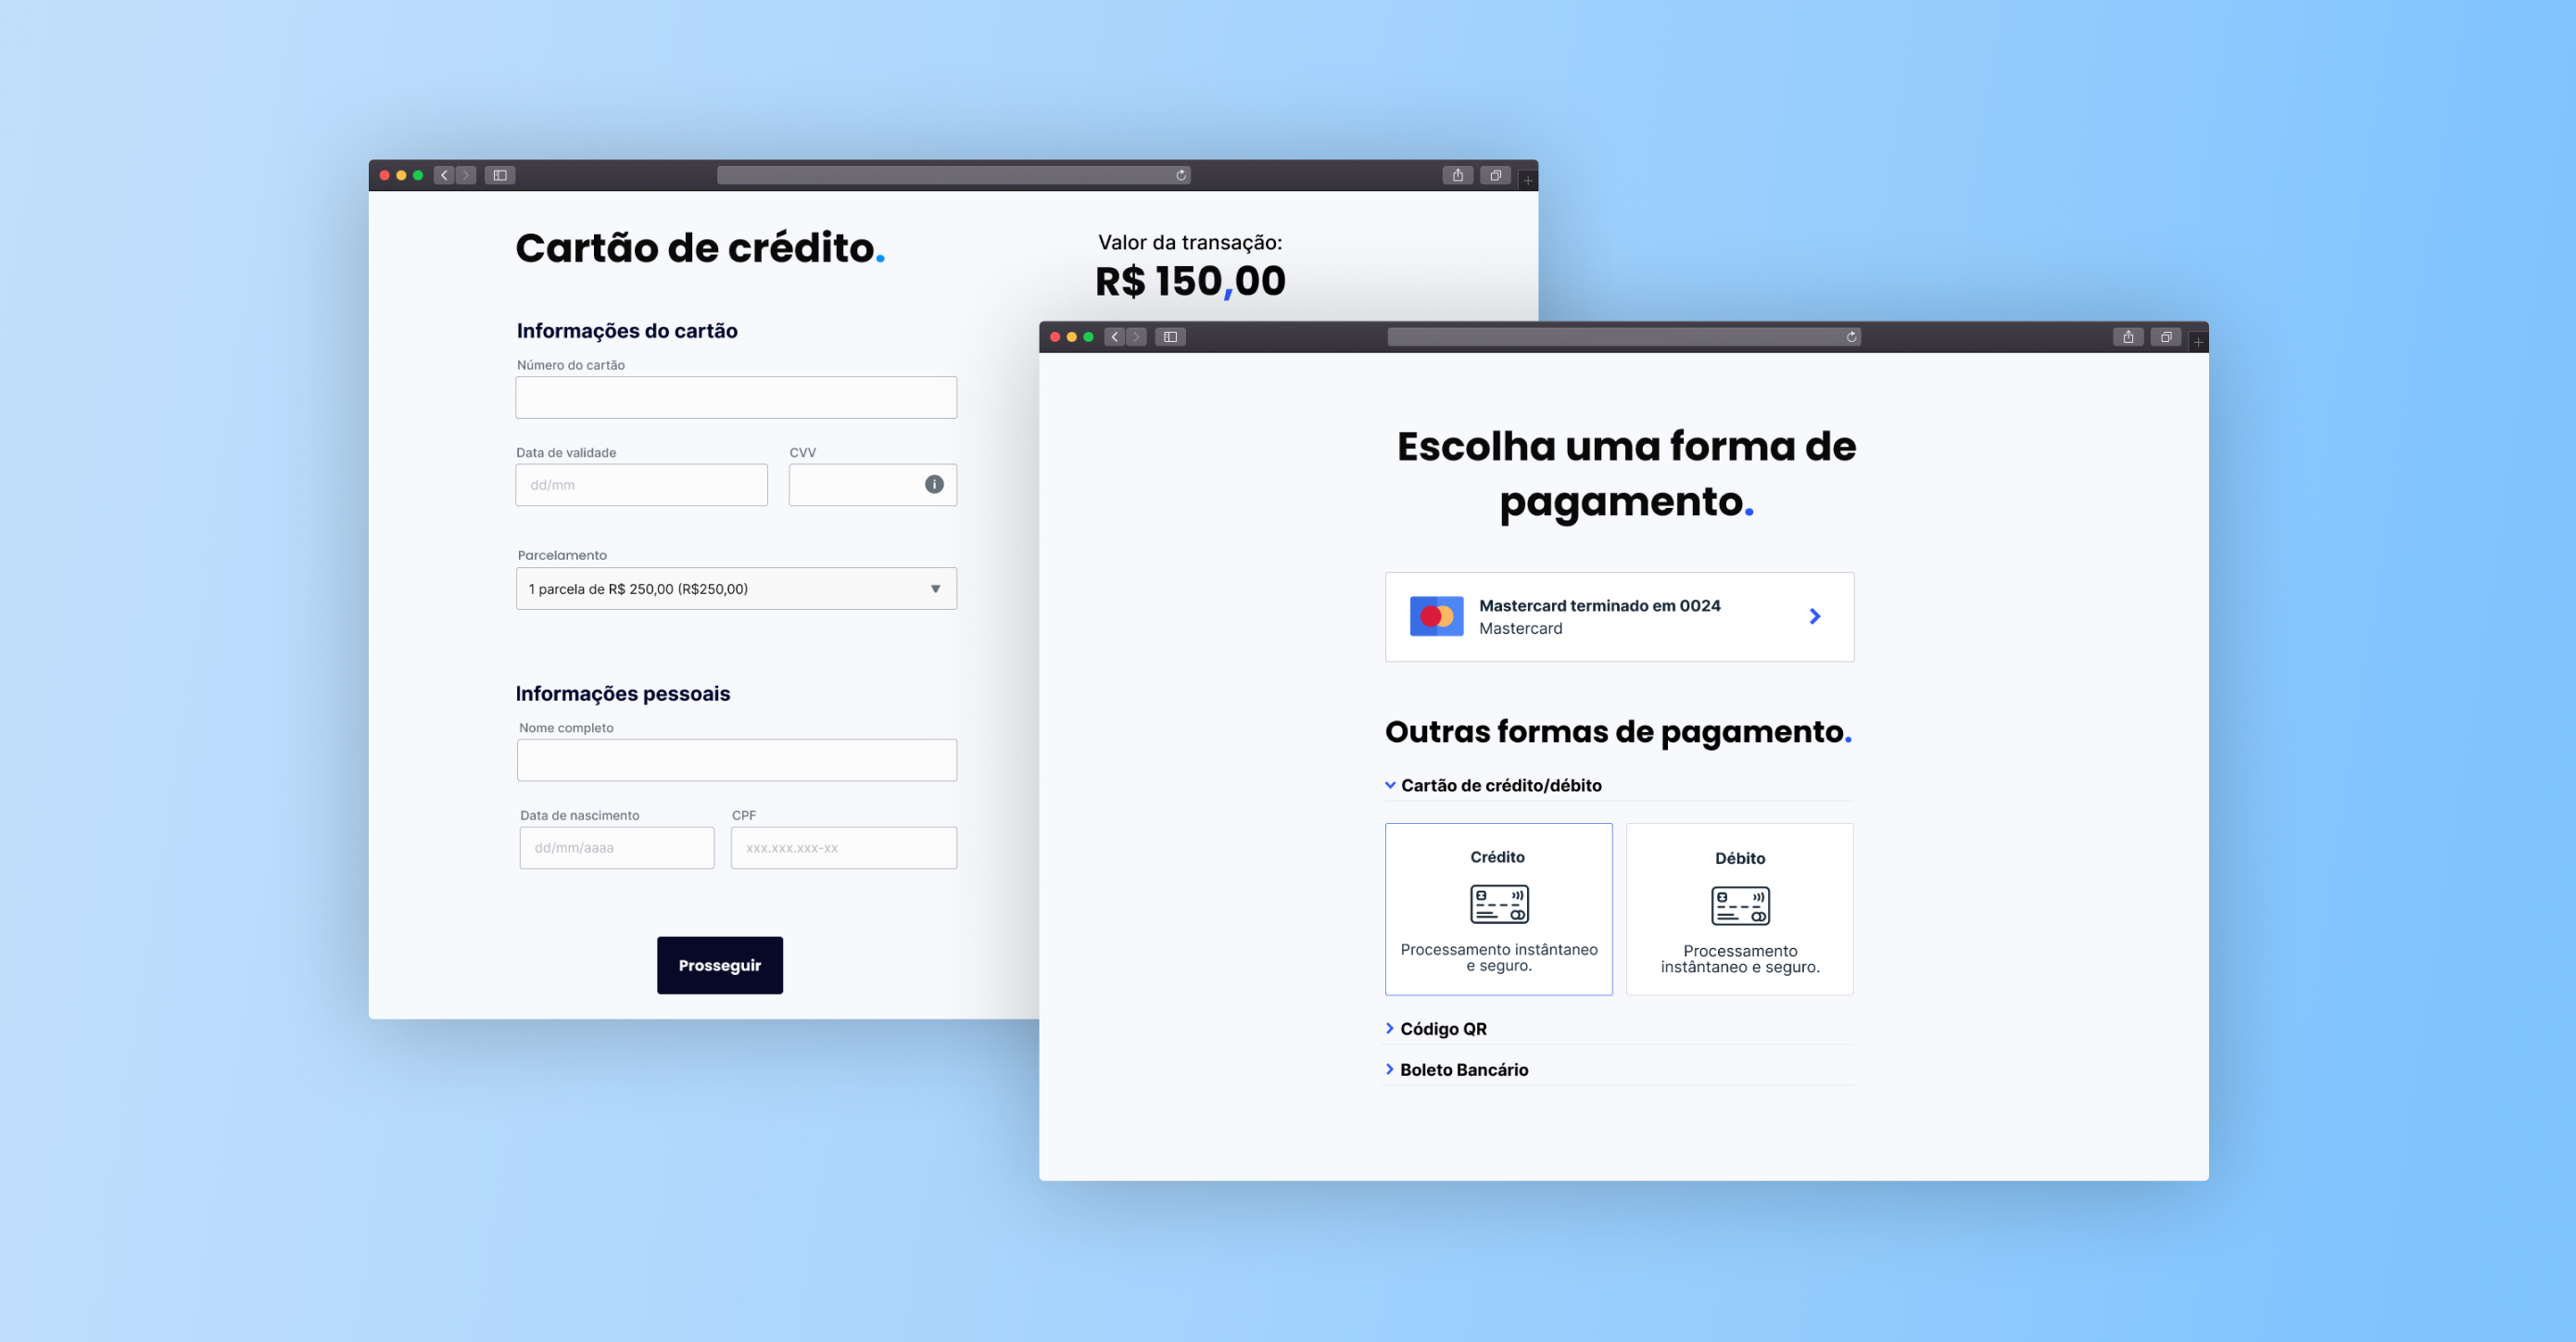 Cartão de crédito.
Valor da transação:
R$ 150,00
Informações do cartão
Número do cartão
Data de validade
CVV
dd/mm
Parcelamento
1 parcela de R$ 250,00 (R$250,00)
Informações pessoais
Nome completo
Data de nascimento
CPF
dd/mm/aaaa
xxx.xxx.xxx-xx
Prosseguir
Escolha uma forma de
pagamento.
Mastercard terminado em 0024
Mastercard
Outras formas de pagamento.
Cartão de crédito/débito
Crédito
Processamento instântaneo
e seguro.
Débito
Processamento
instântaneo e seguro.
Código QR
Boleto Bancário